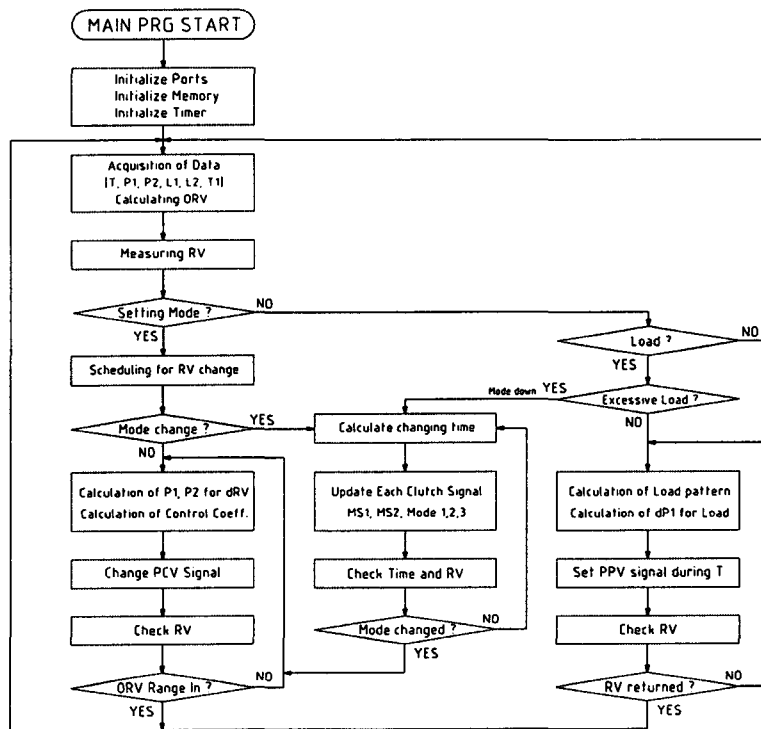 MAIN PRG START
Initialize Ports
Initialize Memory
Initialize Timer
Acquisition of Data
[T, P1, P2, L1, L2, T1]
Calculating ORV
Measuring RV
Setting Mode ?
NO
YES
Load ?
NO
YES
Scheduling for RV change
Mode down
YES
Excessive Load ?
NO
Mode change ?
YES
NO
Calculate changing time
Calculation of P1, P2 for dRV
Calculation of Control Coeff.
Update Each Clutch Signal
MS1, MS2, Mode 1,2,3
Calculation of Load pattern
Calculation of dP1 for Load
Change PCV Signal
Check Time and RV
Set PPV signal during T
Check RV
Mode changed ?
NO
YES
Check RV
ORV Range In ?
NO
YES
RV returned ?
NO
YES